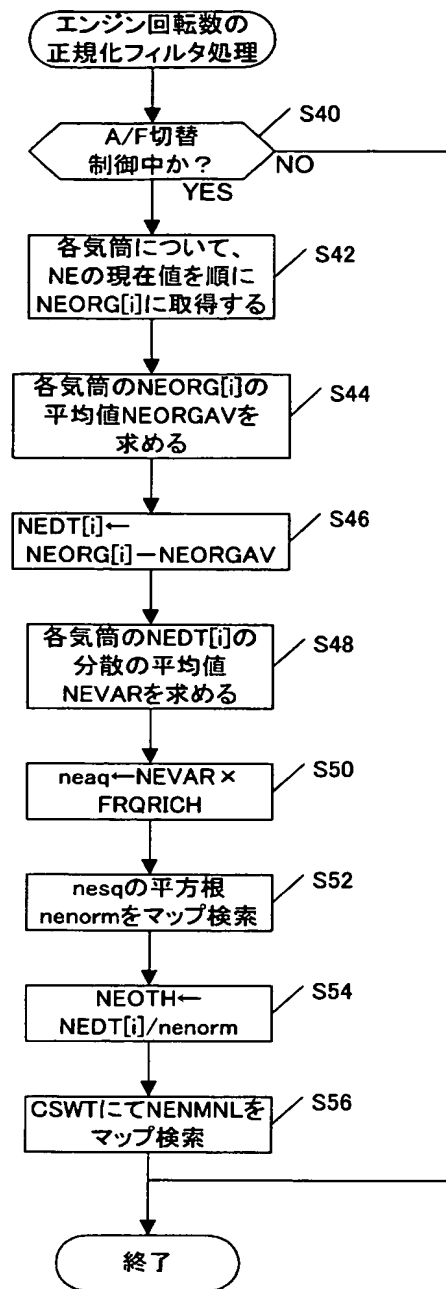 エンジン回転数の
正規化フィルタ処理
S40
A/F切替
制御中か？
NO
YES
S42
各気筒について、
NEの現在値を順に
NEORG[i]に取得する
S44
各気筒のNEORG[i]の
平均値NEORGAVを
求める
S46
NEDT[i]←
NEORG[i]－NEORGAV
S48
各気筒のNEDT[i]の
分散の平均値
NEVARを求める
S50
neaq←NEVAR×
FRQRICH
S52
nesqの平方根
nenormをマップ検索
S54
NEOTH←
NEDT[i]/nenorm
S56
CSWTにてNENMNLを
マップ検索
終了